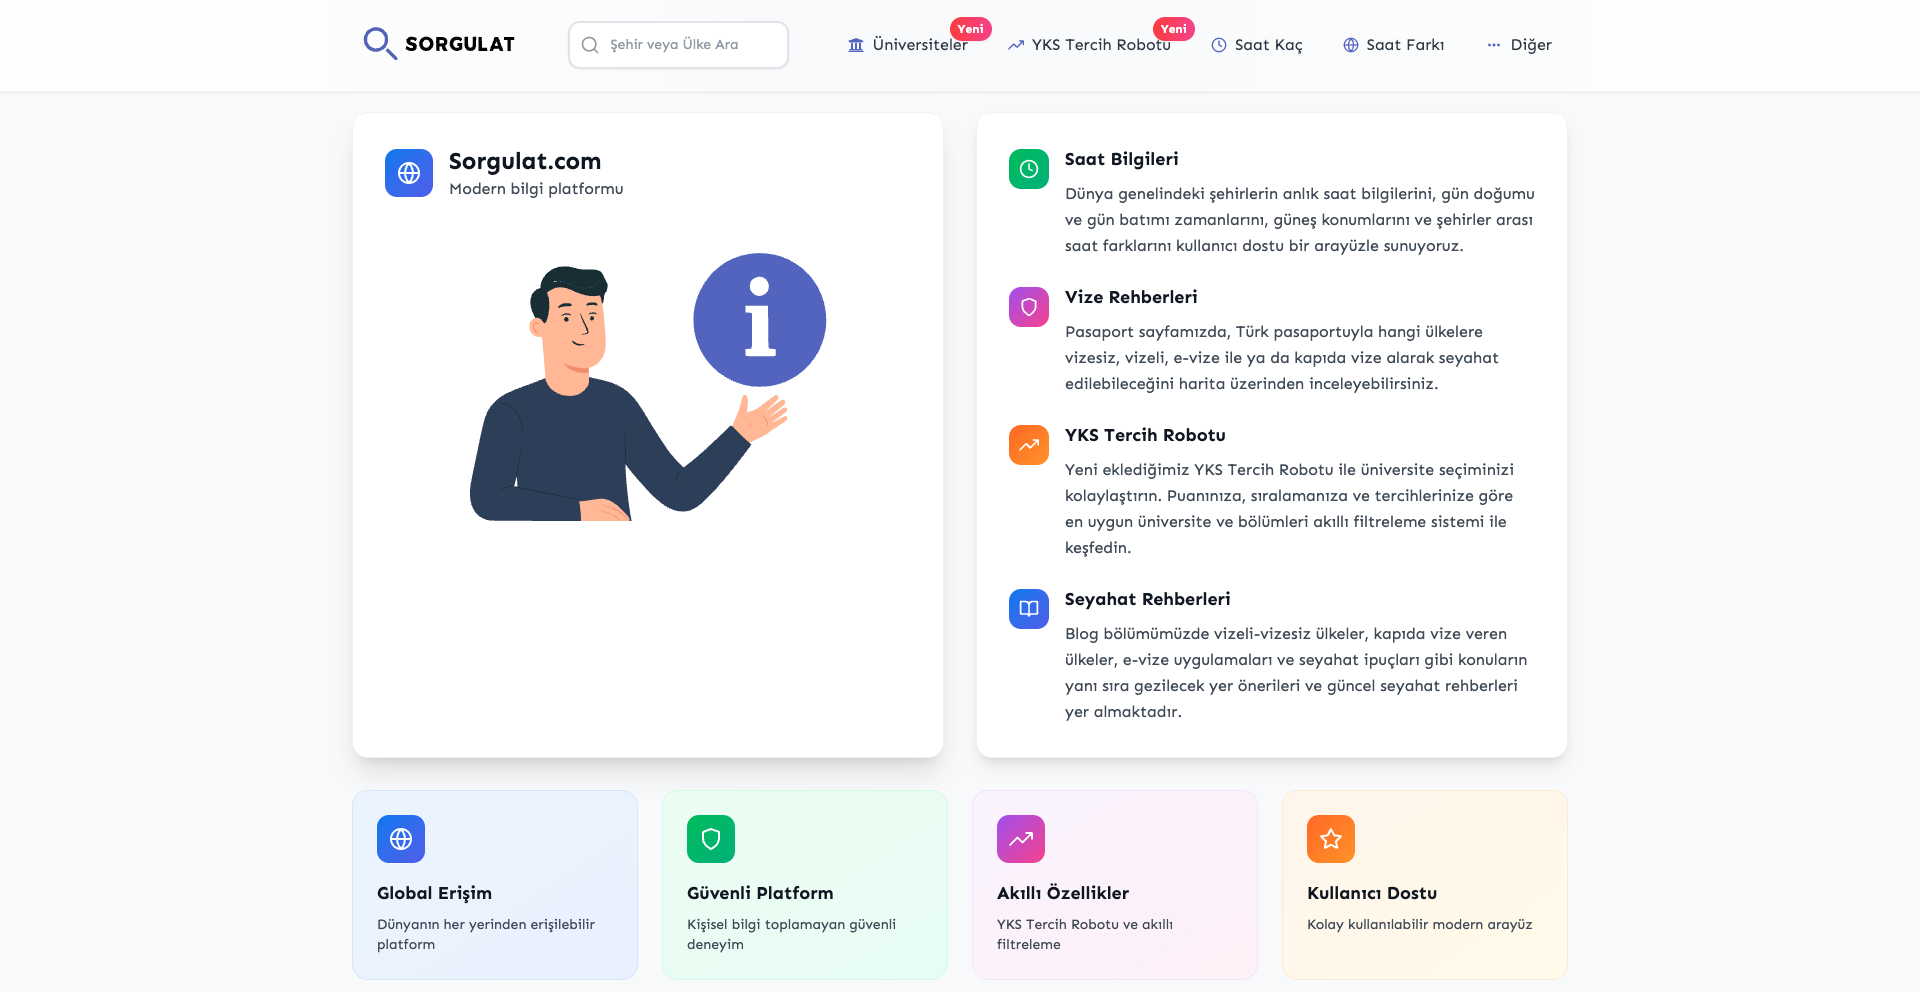 SORGULAT
Şehir veya Ülke Ara
Üniversiteler
Yeni
YKS Tercih Robotu
Yeni
Saat Kaç
Saat Farkı
Diğer
Sorgulat.com
Modern bilgi platformu
i
Saat Bilgileri
Dünya genelindeki şehirlerin anlık saat bilgilerini, gün doğumu
ve gün batımı zamanlarını, güneş konumlarını ve şehirler arası
saat farklarını kullanıcı dostu bir arayüzle sunuyoruz.
Vize Rehberleri
Pasaport sayfamızda, Türk pasaportuyla hangi ülkelere
vizesiz, vizeli, e-vize ile ya da kapıda vize alarak seyahat
edilebileceğini harita üzerinden inceleyebilirsiniz.
YKS Tercih Robotu
Yeni eklediğimiz YKS Tercih Robotu ile üniversite seçiminizi
kolaylaştırın. Puanınıza, sıralamanıza ve tercihlerinize göre
en uygun üniversite ve bölümleri akıllı filtreleme sistemi ile
keşfedin.
Seyahat Rehberleri
Blog bölümümüzde vizeli-vizesiz ülkeler, kapıda vize veren
ülkeler, e-vize uygulamaları ve seyahat ipuçları gibi konuların
yanı sıra gezilecek yer önerileri ve güncel seyahat rehberleri
yer almaktadır.
Global Erişim
Dünyanın her yerinden erişilebilir
platform
Güvenli Platform
Kişisel bilgi toplamayan güvenli
deneyim
Akıllı Özellikler
YKS Tercih Robotu ve akıllı
filtreleme
Kullanıcı Dostu
Kolay kullanılabilir modern arayüz